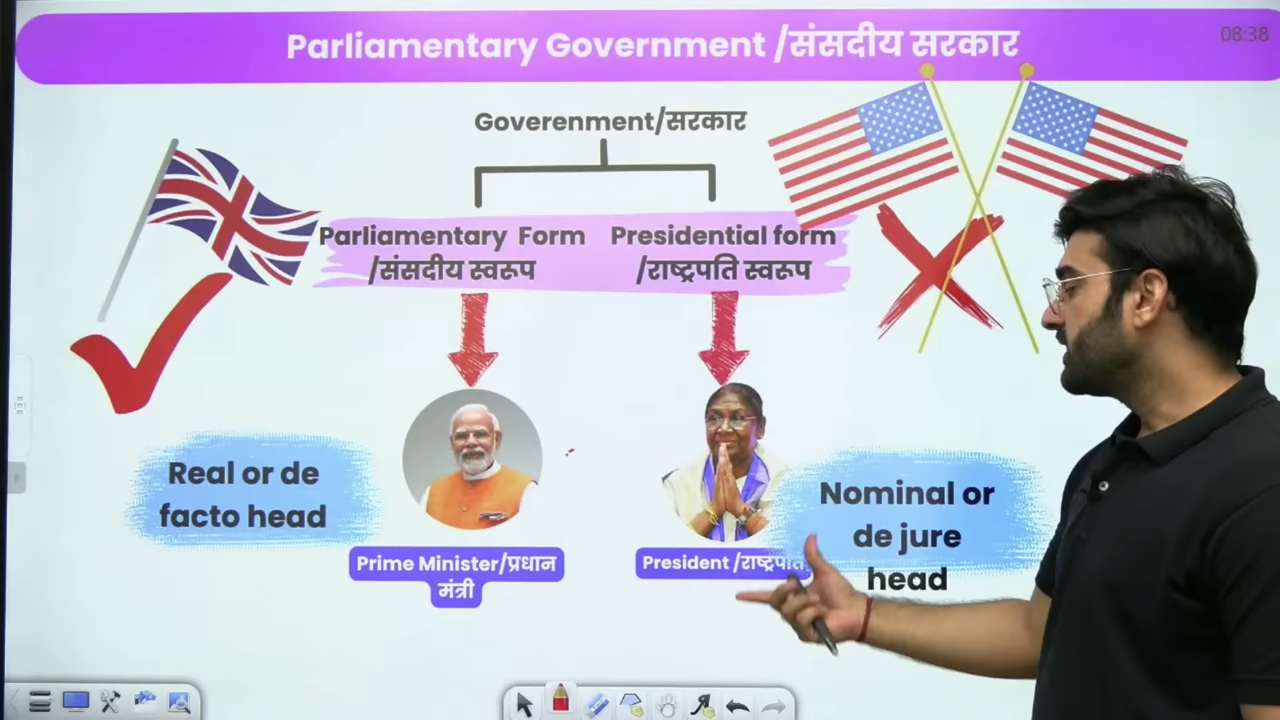 Parliamentary Government /संसदीय सरकार
08:38
Goverenment/सरकार
Parliamentary Form
/संसदीय स्वरूप
Presidential form
/राष्ट्रपति स्वरूप
Real or de
facto head
Nominal or
de jure
head
Prime Minister/प्रधान
मंत्री
President /राष्ट्रपति